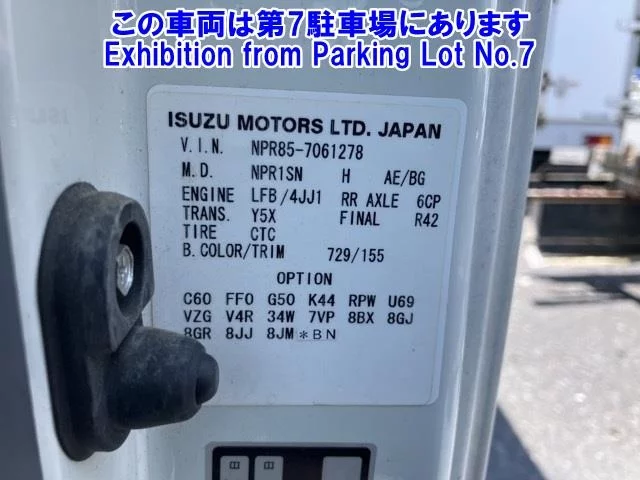 この車両は第7駐車場にあります
Exhibition from Parking Lot No.7
ISUZU MOTORS LTD. JAPAN
V.I.N. NPR85-7061278
M.D. NPR1SN H AE/BG
ENGINE LFB/4JJ1 RR AXLE 6CP
TRANS. Y5X FINAL R42
TIRE CTC
B.COLOR/TRIM 729/155
OPTION
C60 FF0 G50 K44 RPW U69
VZG V4R 34W 7VP 8BX 8GJ
8GR 8JJ 8JM *BN